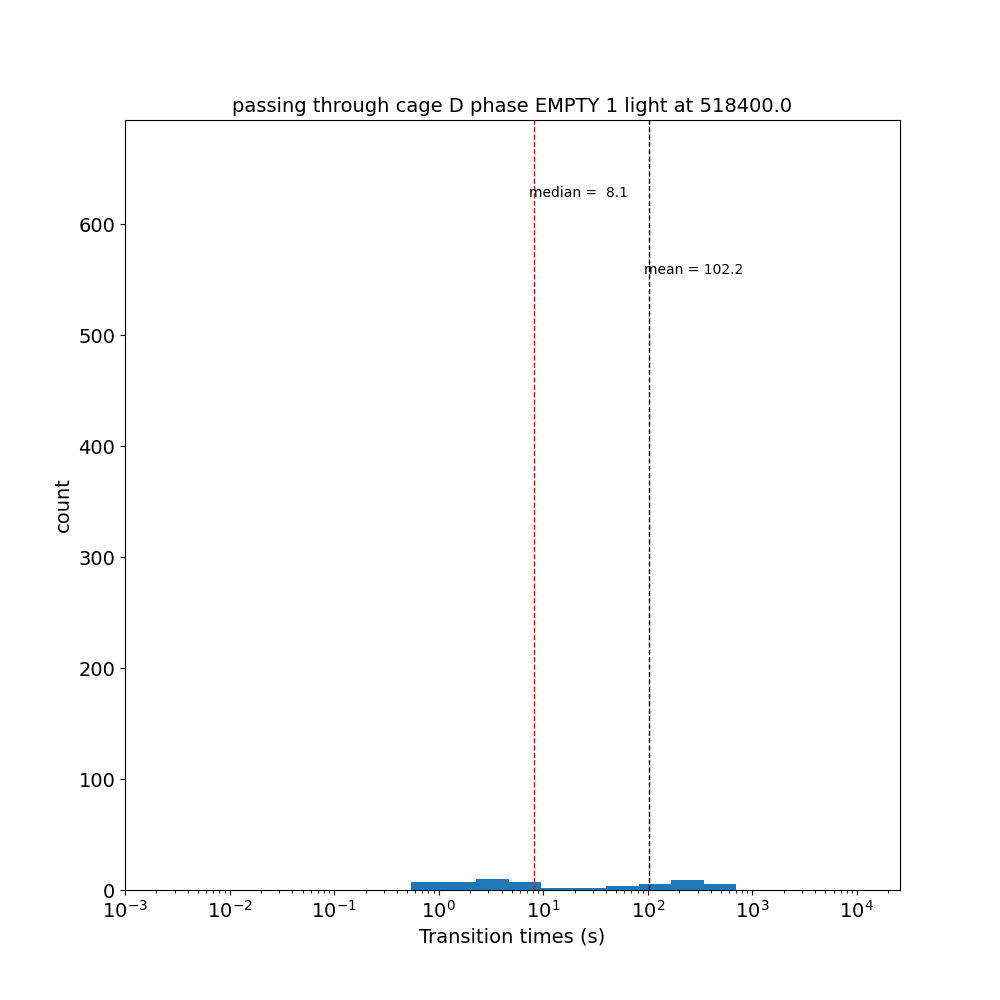 passing through cage D phase EMPTY 1 light at 518400.0
median =  8.1
mean = 102.2
600
500
400
300
200
100
0
count
10⁻³ 10⁻² 10⁻¹ 10⁰ 10¹ 10² 10³ 10⁴
Transition times (s)